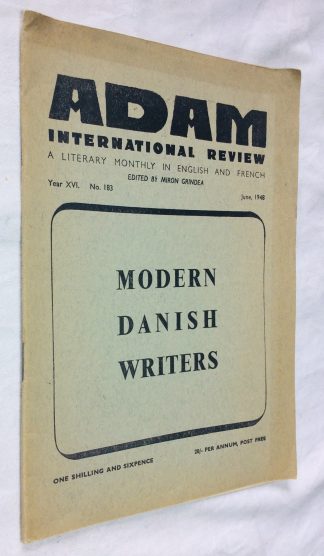 ADAM
INTERNATIONAL REVIEW
A LITERARY MONTHLY IN ENGLISH AND FRENCH
EDITED BY MIRON GRINDEA
Year XVI. No. 183 June, 1948
MODERN
DANISH
WRITERS
ONE SHILLING AND SIXPENCE 20/- PER ANNUM, POST FREE